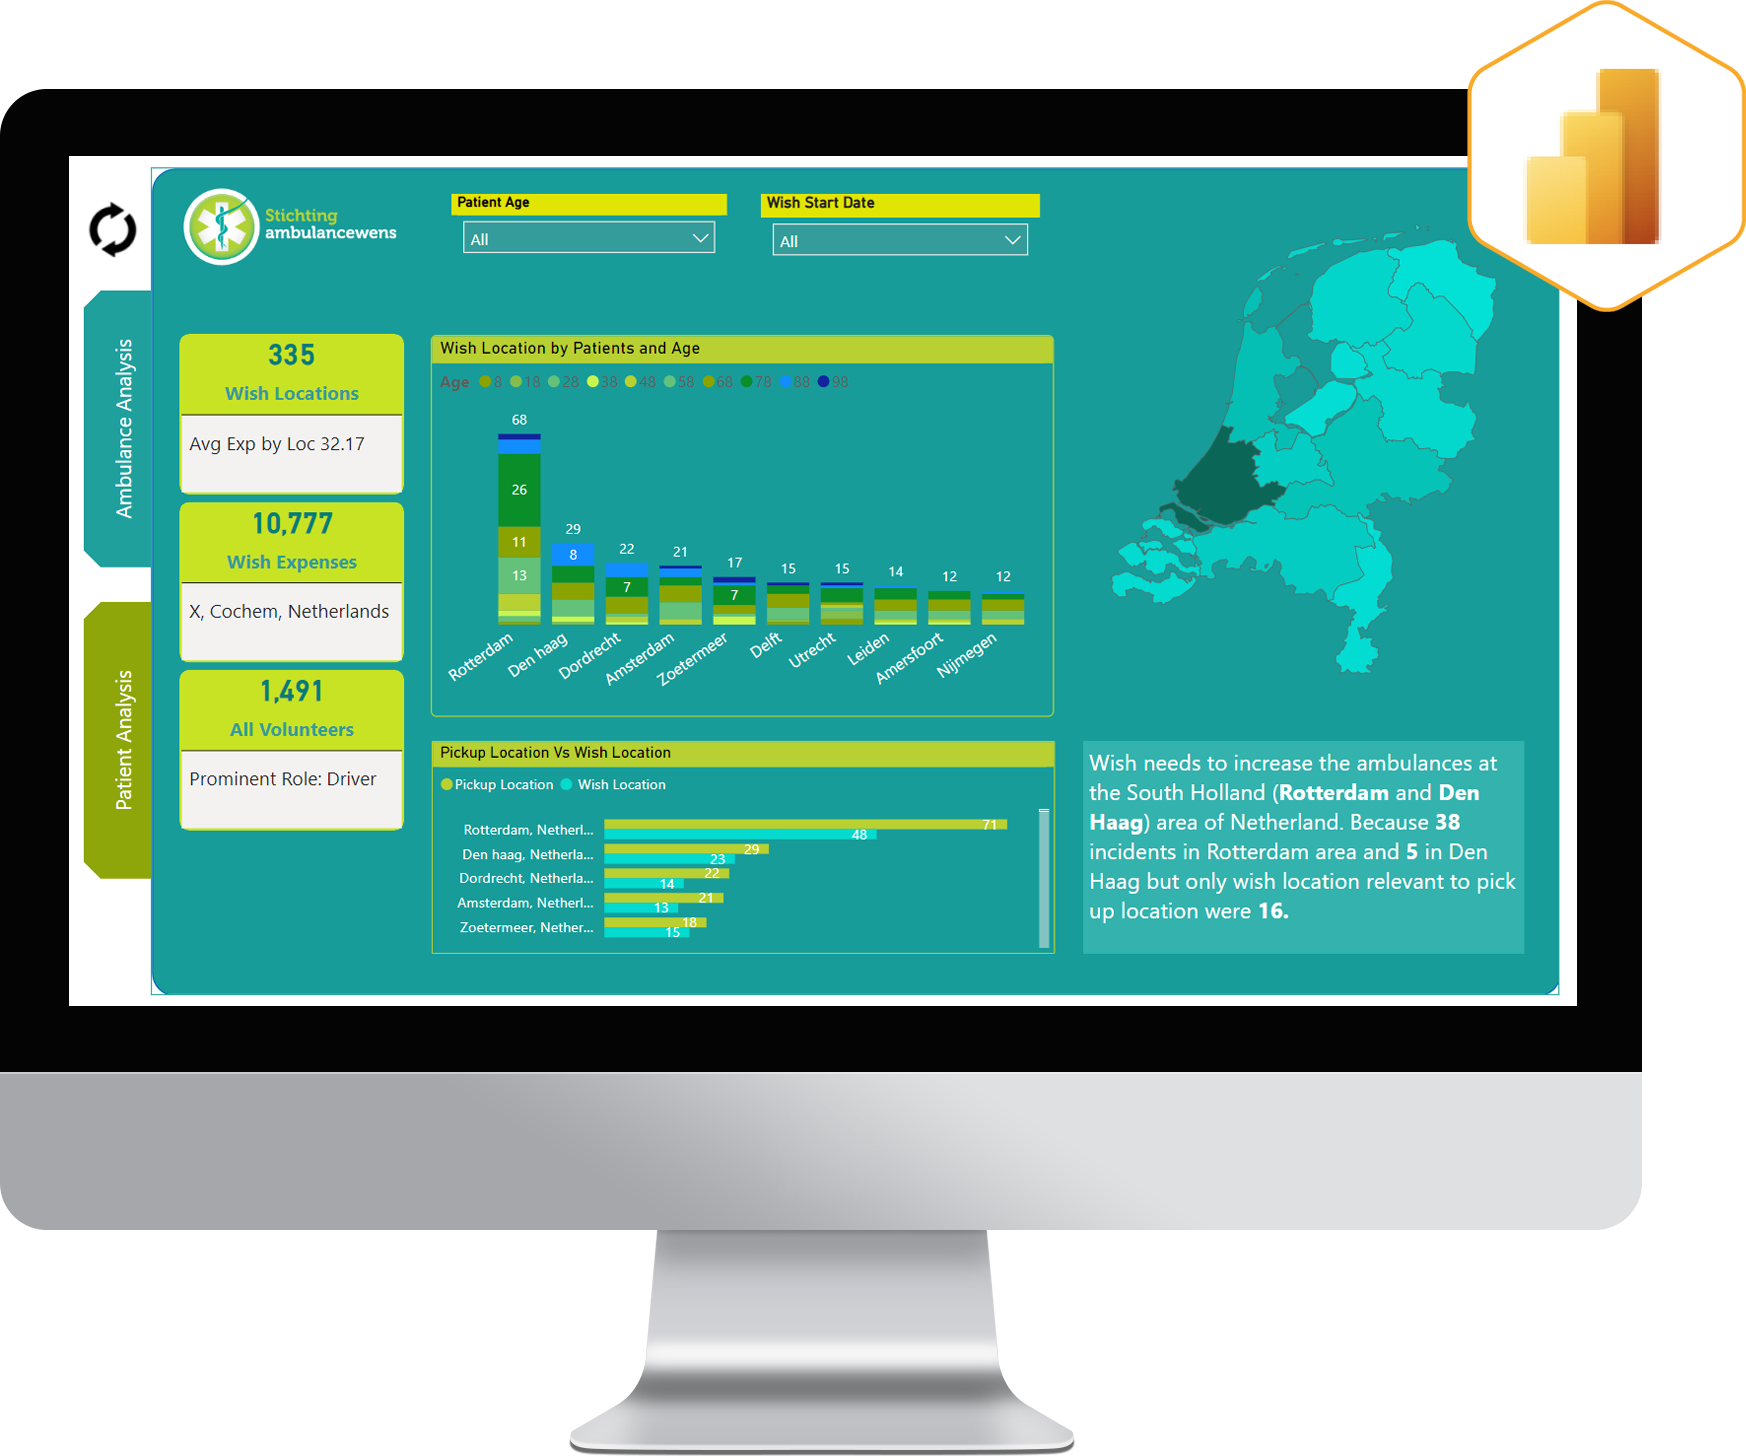 Stichting
ambulancewens
Patient Age
All
Wish Start Date
All
Ambulance Analysis
Patient Analysis
335
Wish Locations
Avg Exp by Loc 32.17
10,777
Wish Expenses
X, Cochem, Netherlands
1,491
All Volunteers
Prominent Role: Driver
Wish Location by Patients and Age
Age 8 18 28 38 48 58 68 78 88 98
68
26
11
13
29
8
22
7
21
17
7
15
15
14
12
12
Rotterdam
Den haag
Dordrecht
Amsterdam
Zoetermeer
Delft
Utrecht
Leiden
Amersfoort
Nijmegen
Pickup Location Vs Wish Location
Pickup Location Wish Location
Rotterdam, Netherl... 71
48
Den haag, Netherla... 29
23
Dordrecht, Netherla... 22
14
Amsterdam, Netherl... 21
13
Zoetermeer, Nether... 18
15
Wish needs to increase the ambulances at
the South Holland (Rotterdam and Den
Haag) area of Netherland. Because 38
incidents in Rotterdam area and 5 in Den
Haag but only wish location relevant to pick
up location were 16.